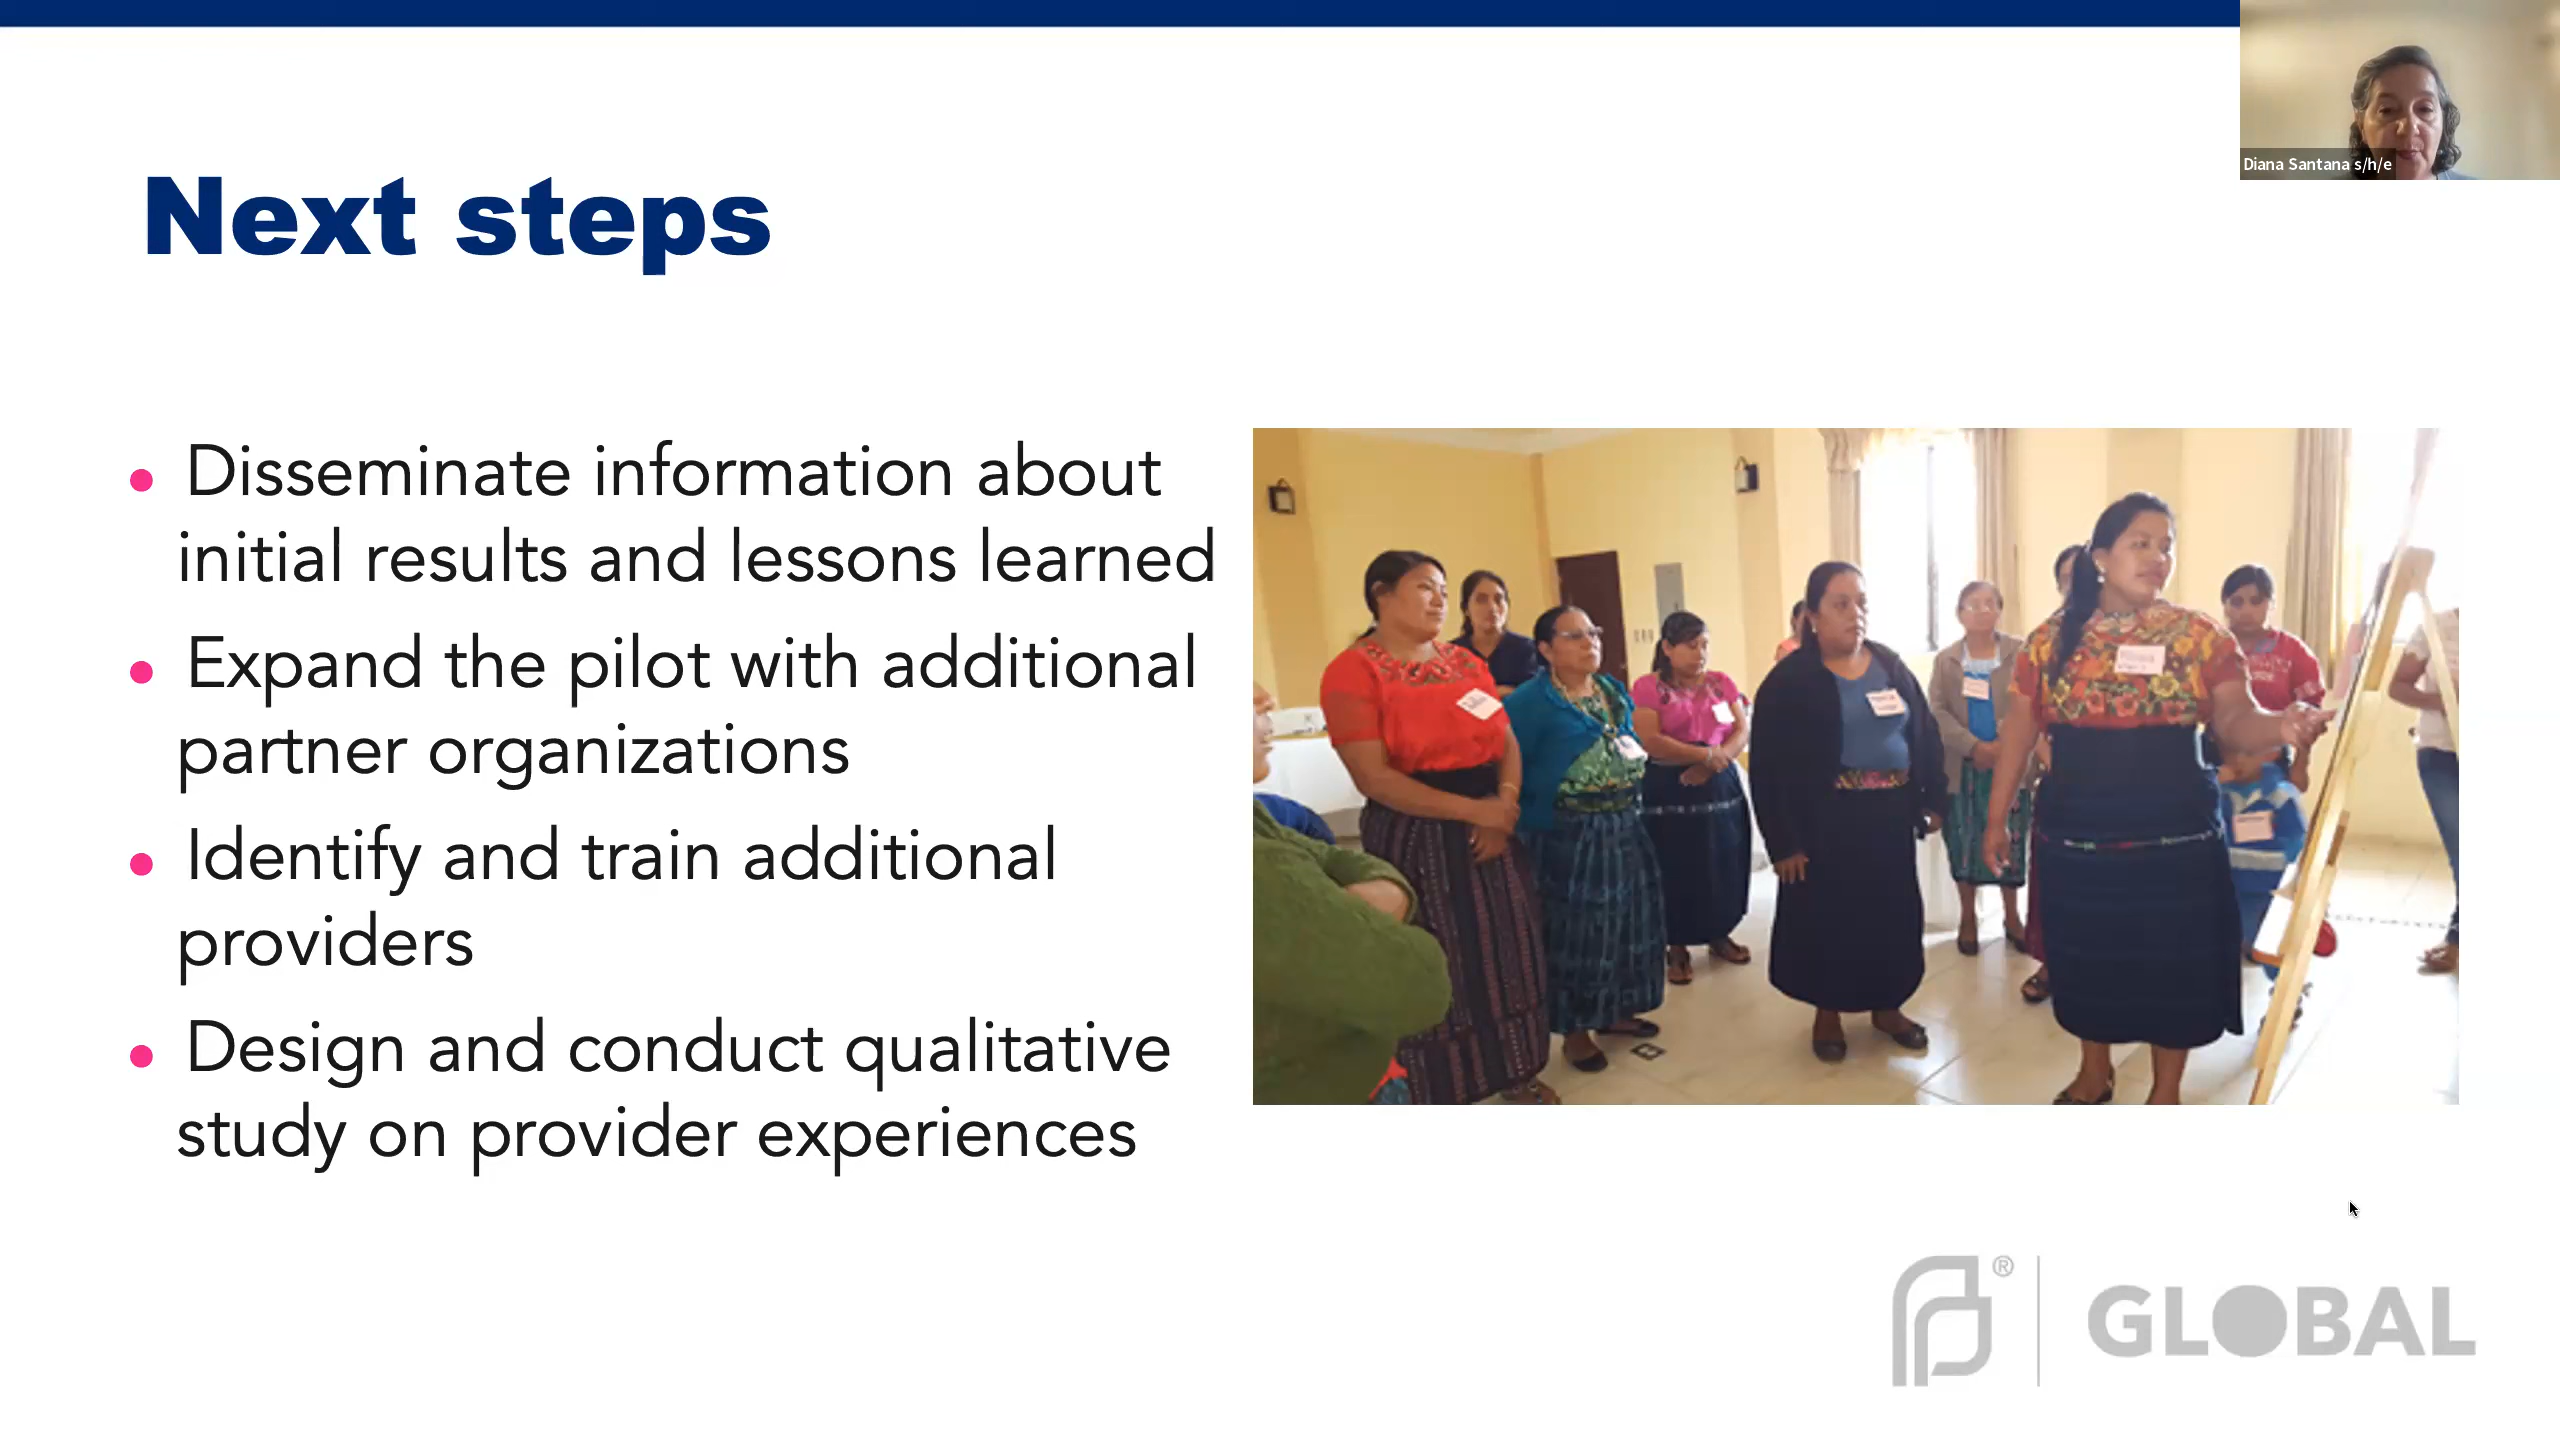 Diana Santana s/h/e
Next steps
• Disseminate information about
initial results and lessons learned
• Expand the pilot with additional
partner organizations
• Identify and train additional
providers
• Design and conduct qualitative
study on provider experiences
® GLOBAL